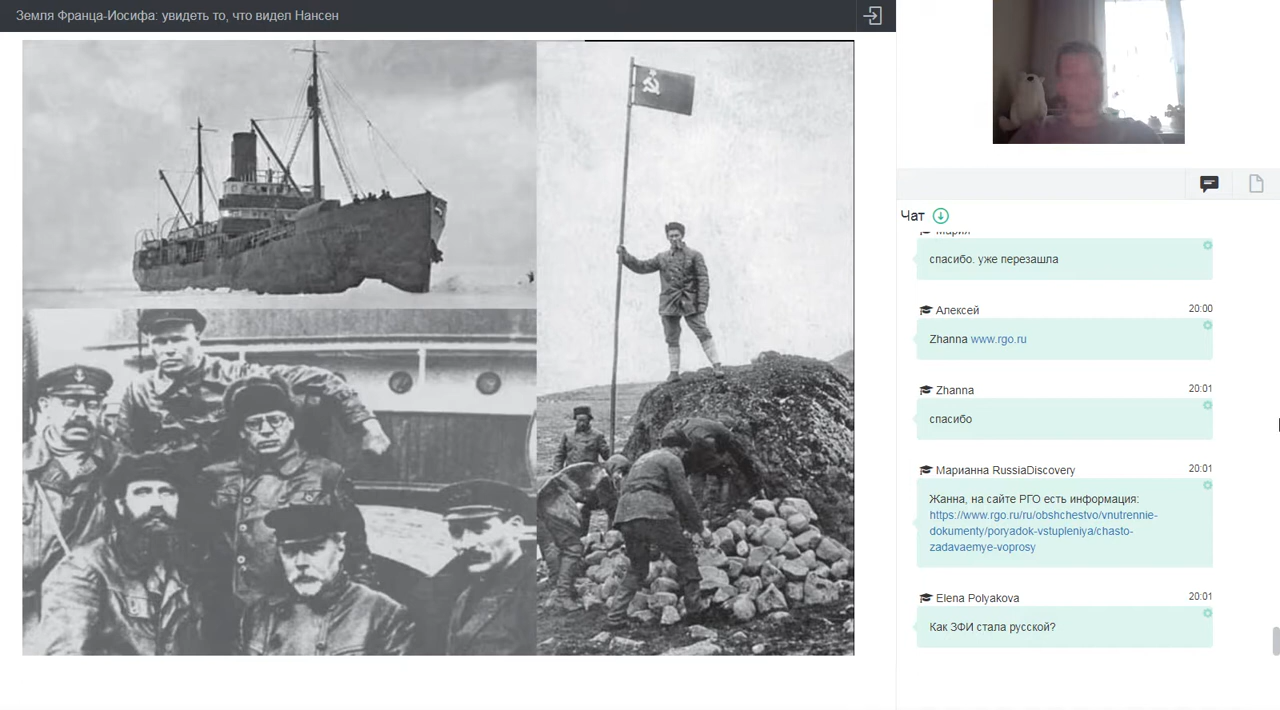 Земля Франца-Иосифа: увидеть то, что видел Нансен
Чат
Мария
спасибо. уже перезашла
Алексей 20:00
Zhanna www.rgo.ru
Zhanna 20:01
спасибо
Марианна RussiaDiscovery 20:01
Жанна, на сайте РГО есть информация:
https://www.rgo.ru/ru/obshchestvo/vnutrennie-
dokumenty/poryadok-vstupleniya/chasto-
zadavaemye-voprosy
Elena Polyakova 20:01
Как ЗФИ стала русской?